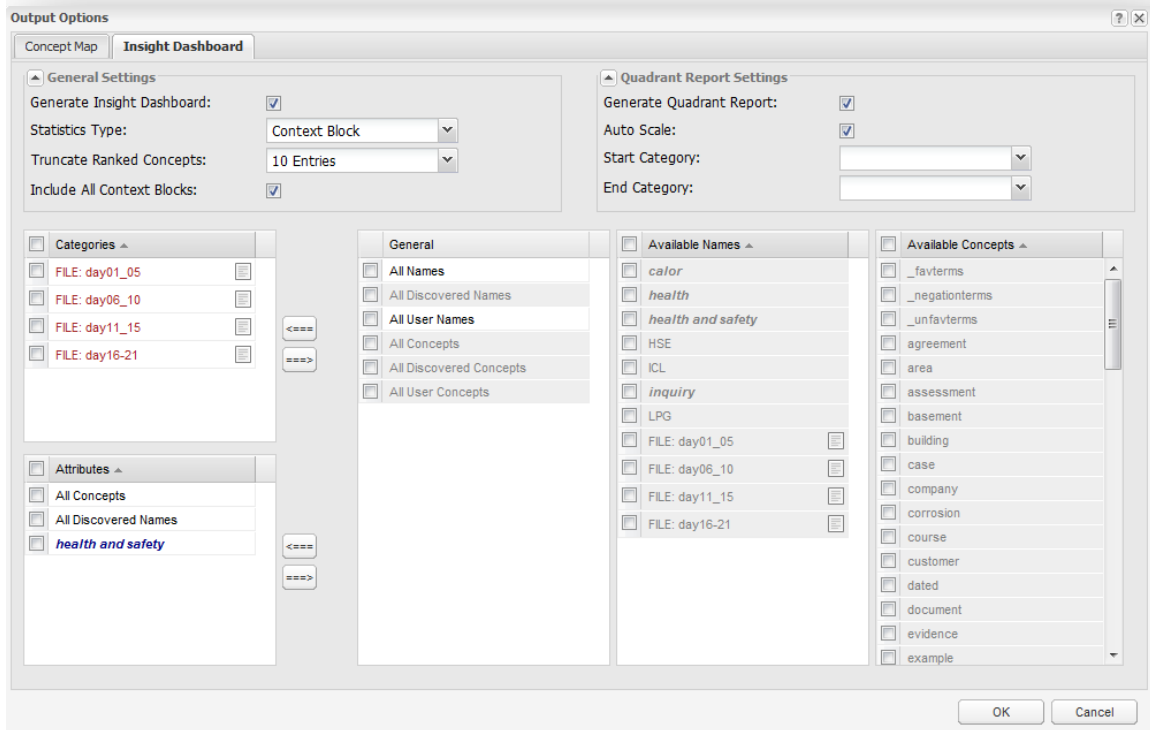 Output Options
Concept Map
Insight Dashboard
General Settings
Generate Insight Dashboard:
Statistics Type:
Context Block
Truncate Ranked Concepts:
10 Entries
Include All Context Blocks:
Quadrant Report Settings
Generate Quadrant Report:
Auto Scale:
Start Category:
End Category:
Categories
FILE: day01_05
FILE: day06_10
FILE: day11_15
FILE: day16-21
<===
===>
Attributes
All Concepts
All Discovered Names
health and safety
<===
===>
General
All Names
All Discovered Names
All User Names
All Concepts
All Discovered Concepts
All User Concepts
Available Names
calor
health
health and safety
HSE
ICL
inquiry
LPG
FILE: day01_05
FILE: day06_10
FILE: day11_15
FILE: day16-21
Available Concepts
_favterms
_negationterms
_unfavterms
agreement
area
assessment
basement
building
case
company
corrosion
course
customer
dated
document
evidence
example
OK
Cancel